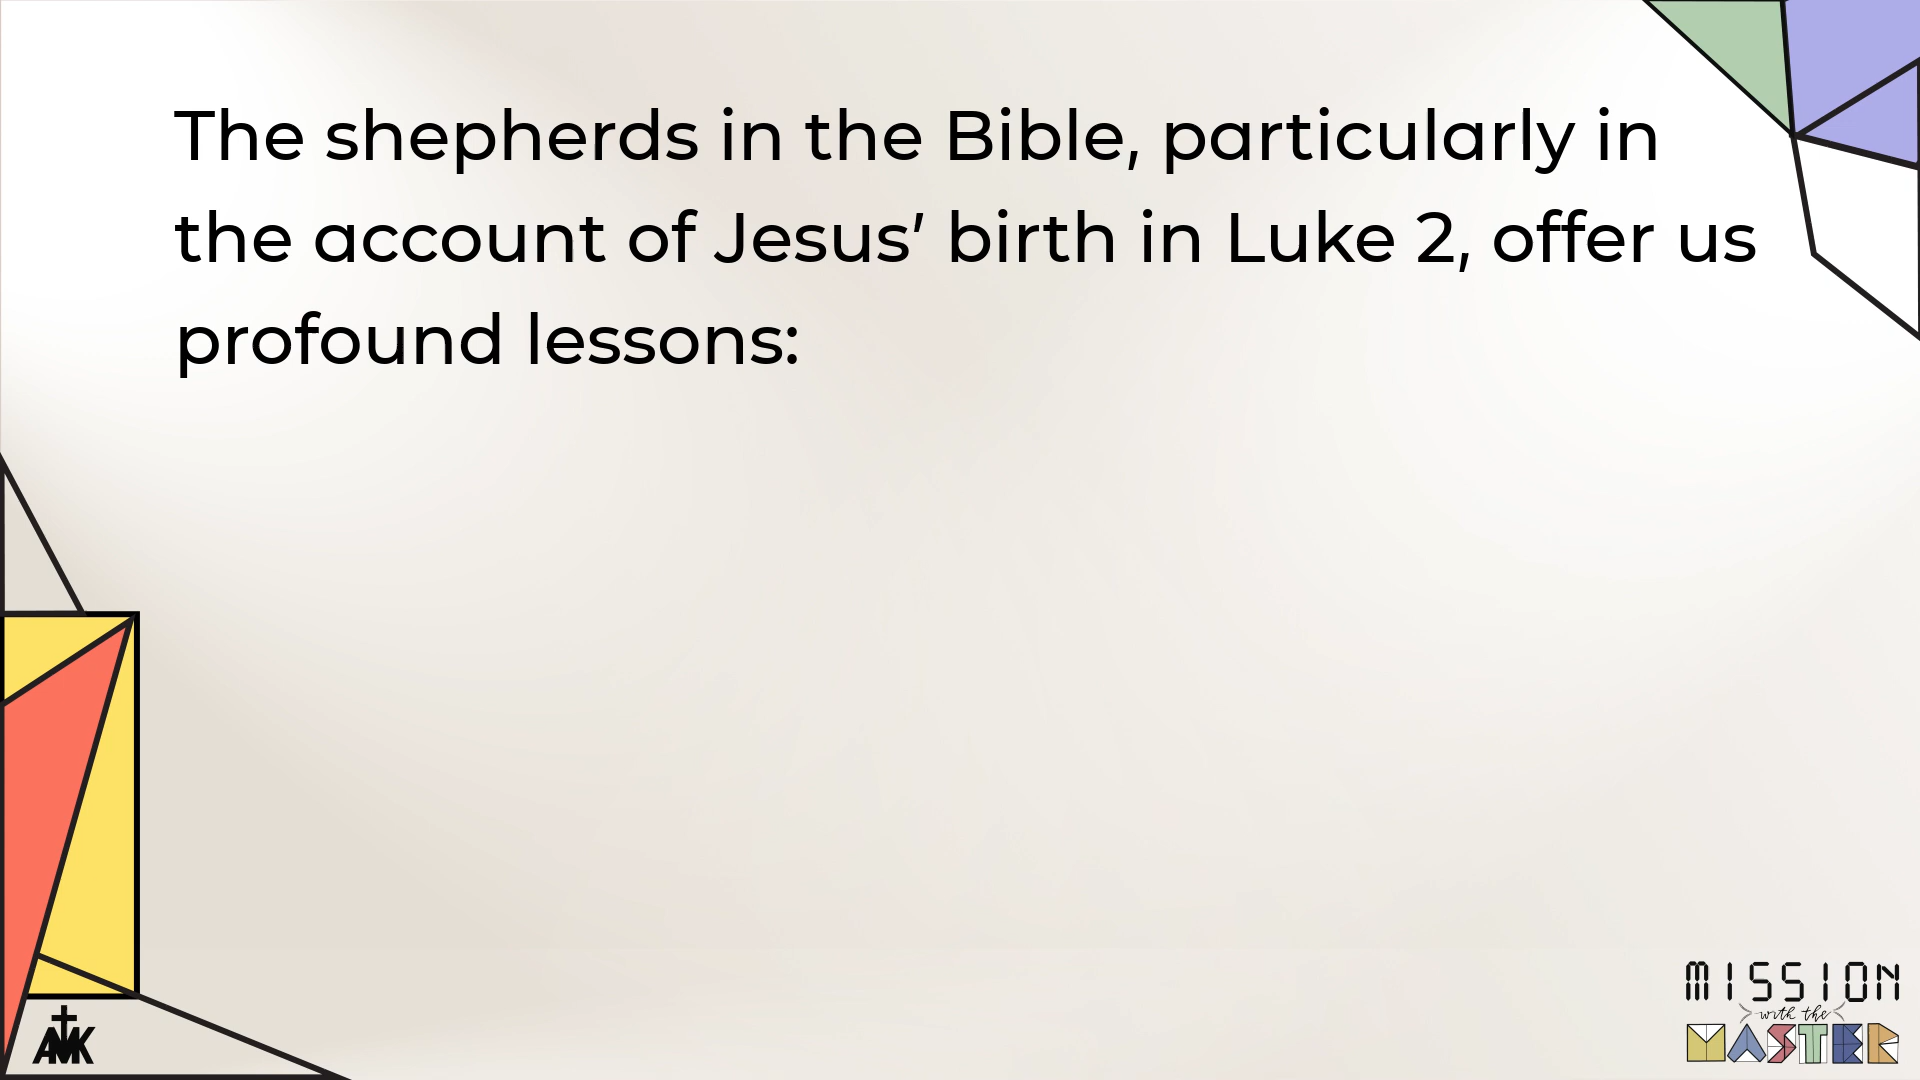 The shepherds in the Bible, particularly in
the account of Jesus’ birth in Luke 2, offer us
profound lessons:
AMK
MISSION
with the
MASTER